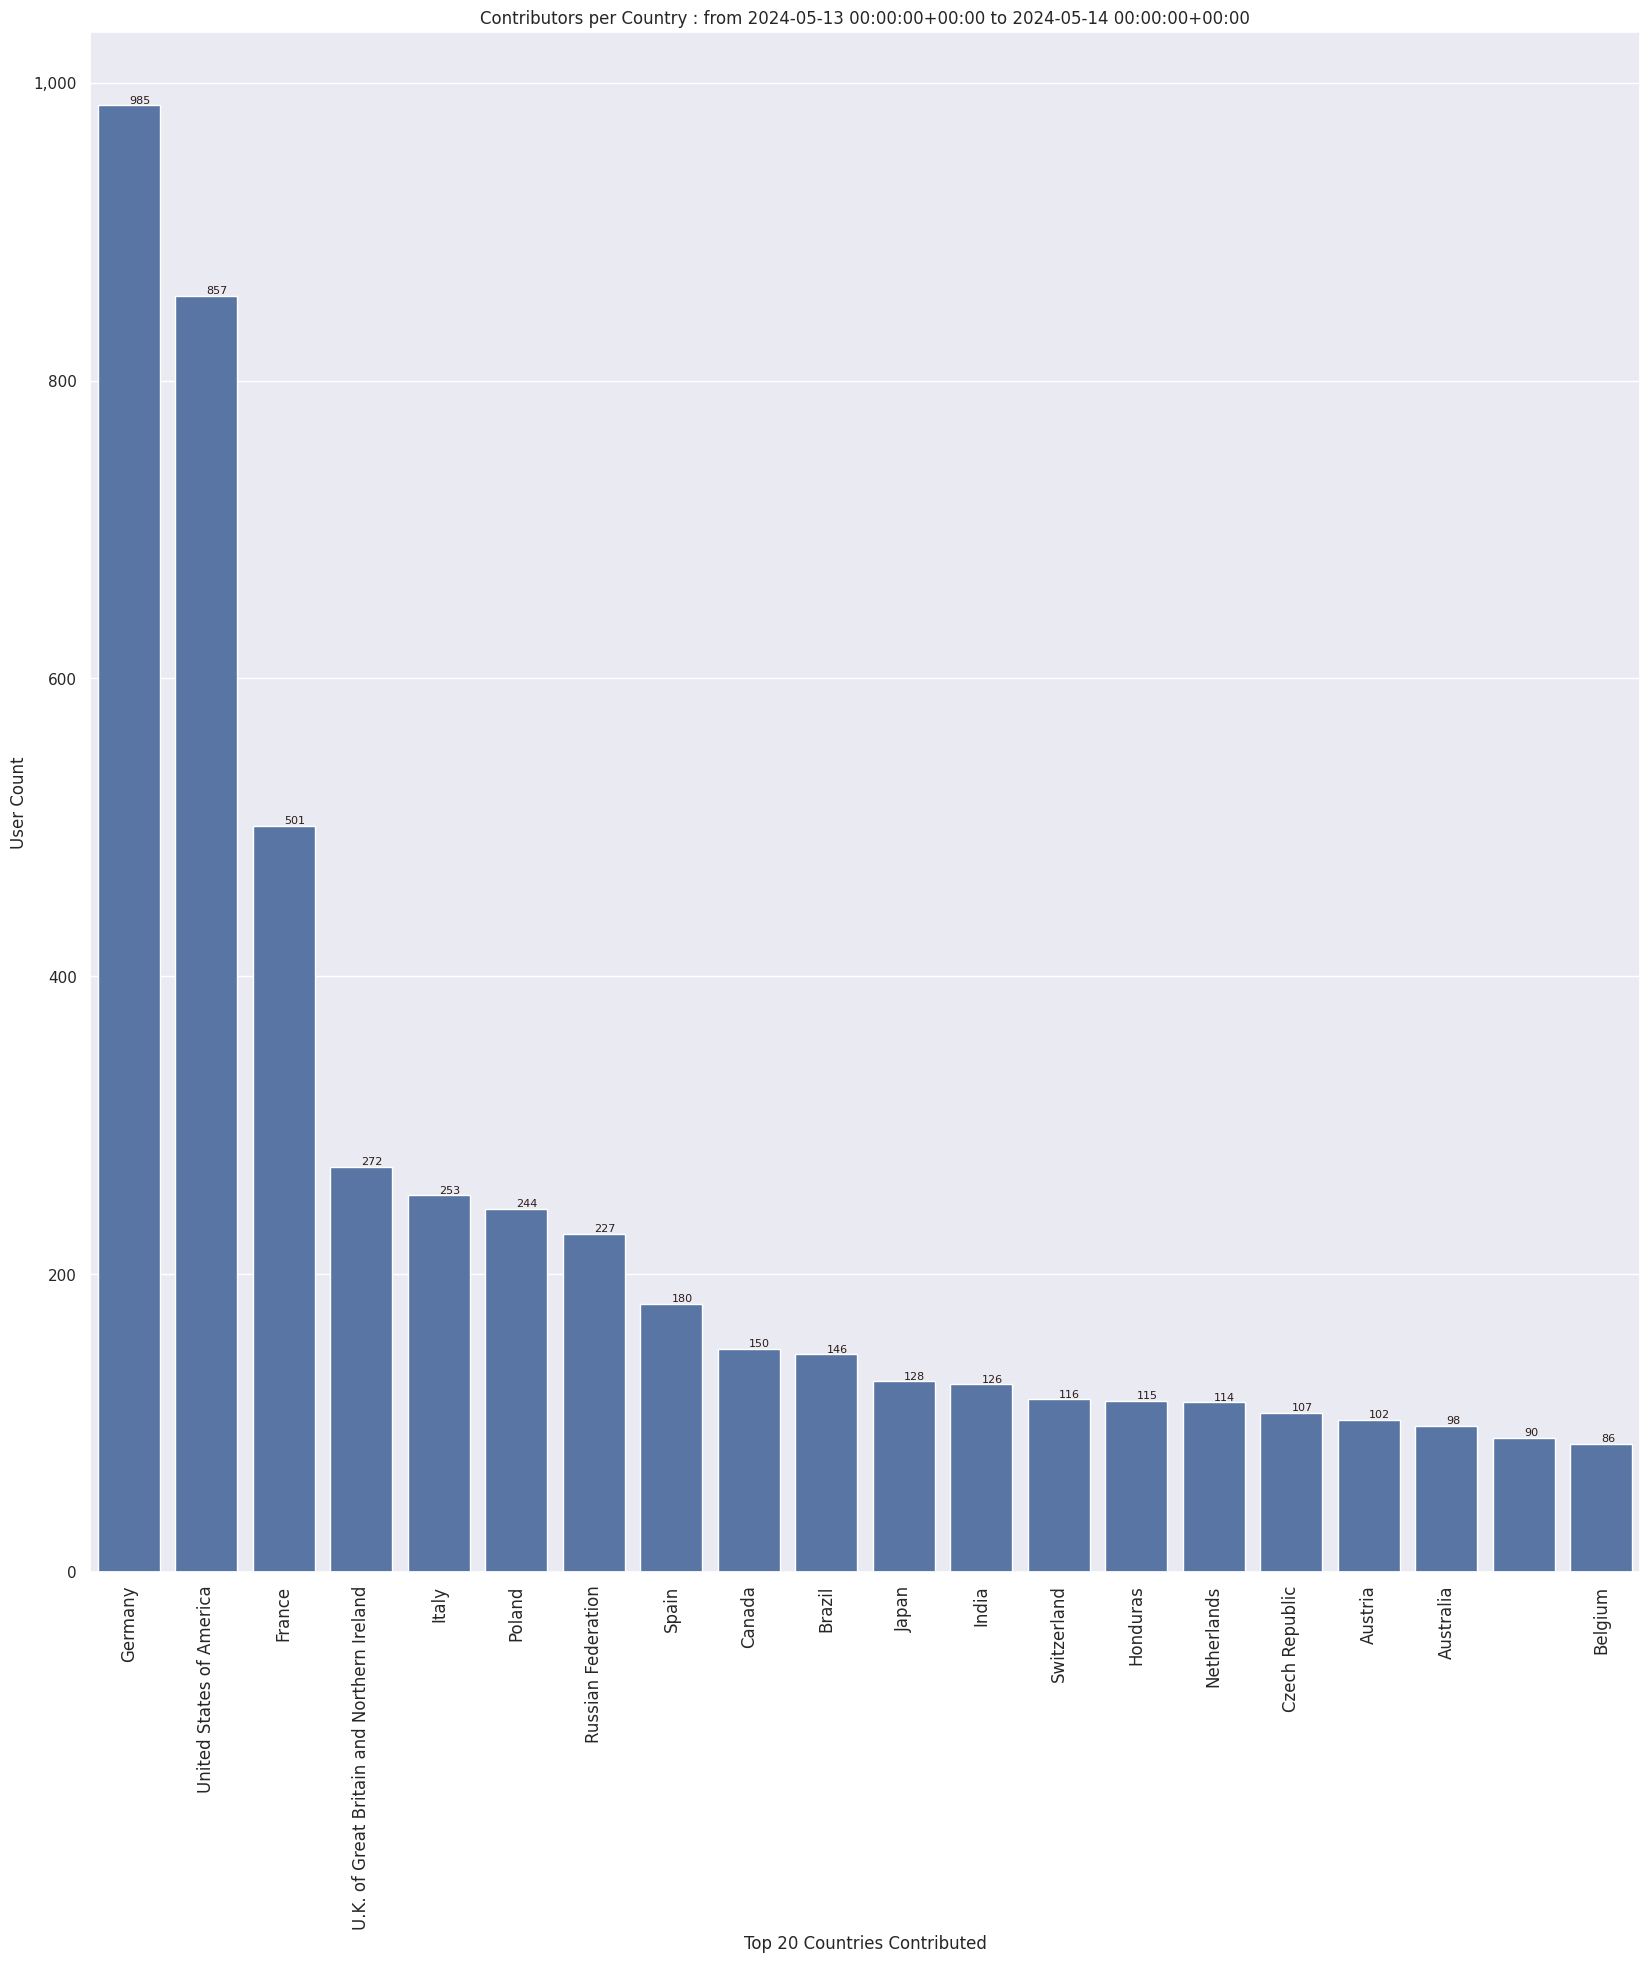 Contributors per Country : from 2024-05-13 00:00:00+00:00 to 2024-05-14 00:00:00+00:00
1,000
800
600
400
200
0
User Count
985
857
501
272
253
244
227
180
150
146
128
126
116
115
114
107
102
98
90
86
Germany
United States of America
France
U.K. of Great Britain and Northern Ireland
Italy
Poland
Russian Federation
Spain
Canada
Brazil
Japan
India
Switzerland
Honduras
Netherlands
Czech Republic
Austria
Australia
Belgium
Top 20 Countries Contributed